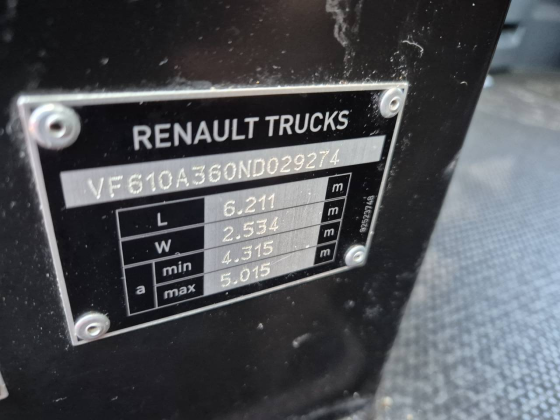 RENAULT TRUCKS
VF610A360ND029274
L 6.211 m
W 2.534 m
a min 4.315 m
max 5.015 m